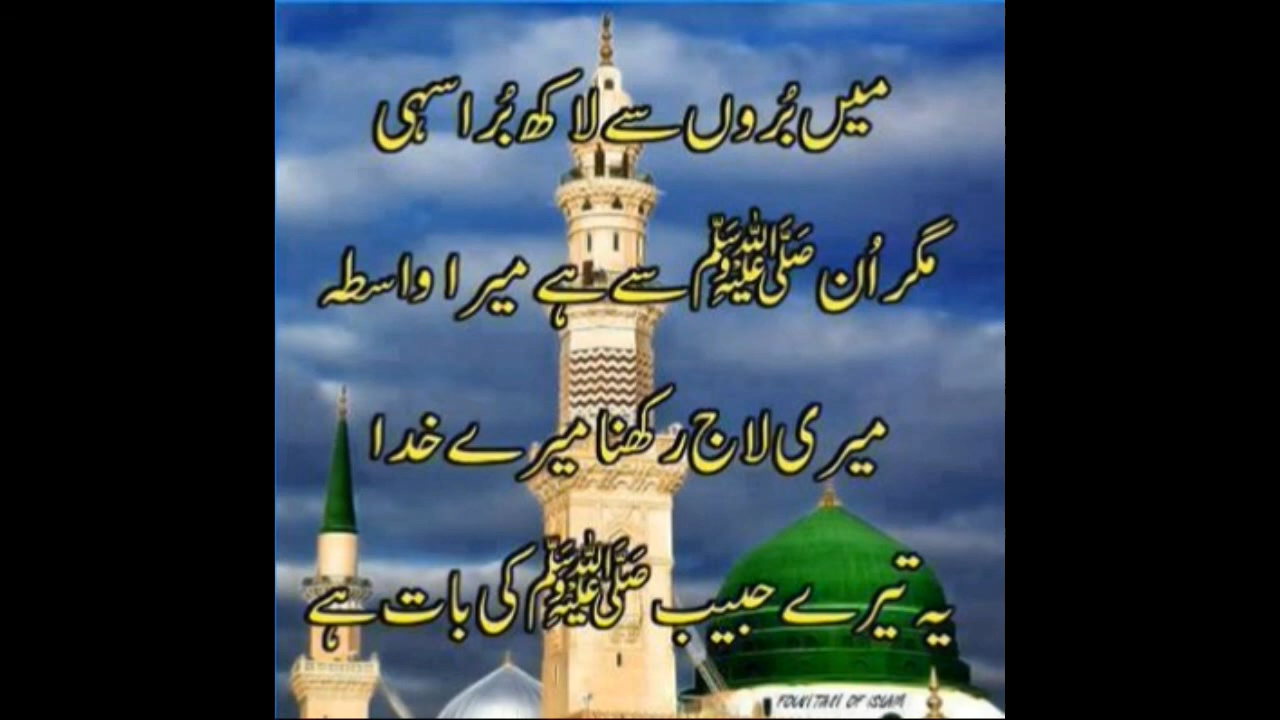 میں بُروں سے لاکھ بُرا سہی
مگر اُن ﷺ سے ہے میرا واسطہ
میری لاج رکھنا میرے خدا
یہ تیرے حبیب ﷺ کی بات ہے
FOUNTAIN OF ISLAM